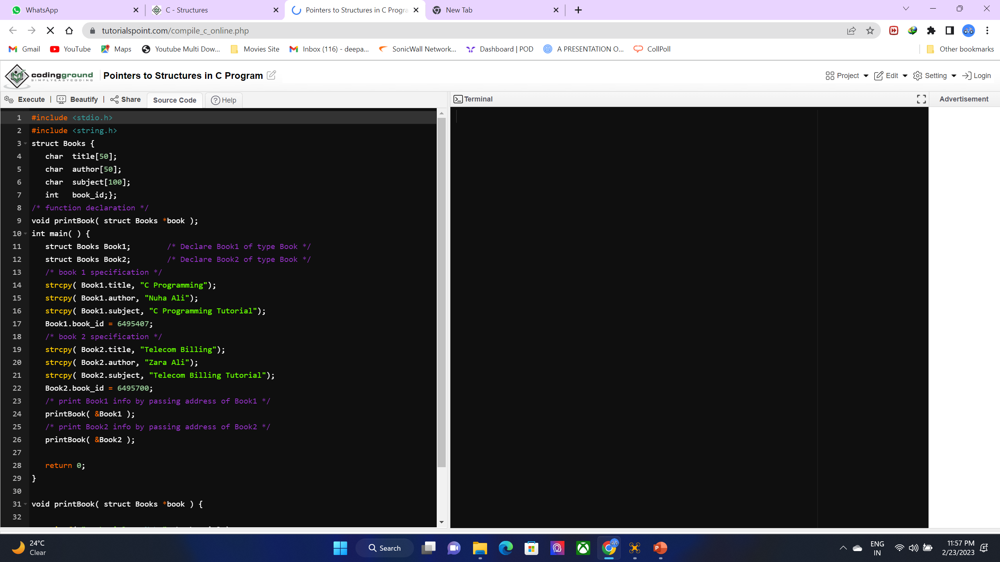 WhatsApp
C - Structures
Pointers to Structures in C Progra
New Tab
tutorialspoint.com/compile_c_online.php
Gmail
YouTube
Maps
Youtube Multi Dow...
Movies Site
Inbox (116) - deepa...
SonicWall Network...
Dashboard | POD
A PRESENTATION O...
CollPoll
Other bookmarks
codingground
SIMPLYEASYCODING
Pointers to Structures in C Program
Project
Edit
Setting
Login
Execute | Beautify | Share
Source Code
Help
Terminal
Advertisement
1 #include <stdio.h>
2 #include <string.h>
3 struct Books {
4    char  title[50];
5    char  author[50];
6    char  subject[100];
7    int   book_id;};
8 /* function declaration */
9 void printBook( struct Books *book );
10 int main( ) {
11    struct Books Book1;        /* Declare Book1 of type Book */
12    struct Books Book2;        /* Declare Book2 of type Book */
13    /* book 1 specification */
14    strcpy( Book1.title, "C Programming");
15    strcpy( Book1.author, "Nuha Ali");
16    strcpy( Book1.subject, "C Programming Tutorial");
17    Book1.book_id = 6495407;
18    /* book 2 specification */
19    strcpy( Book2.title, "Telecom Billing");
20    strcpy( Book2.author, "Zara Ali");
21    strcpy( Book2.subject, "Telecom Billing Tutorial");
22    Book2.book_id = 6495700;
23    /* print Book1 info by passing address of Book1 */
24    printBook( &Book1 );
25    /* print Book2 info by passing address of Book2 */
26    printBook( &Book2 );
27
28    return 0;
29 }
30
31 void printBook( struct Books *book ) {
32
24°C
Clear
Search
ENG
IN
11:57 PM
2/23/2023